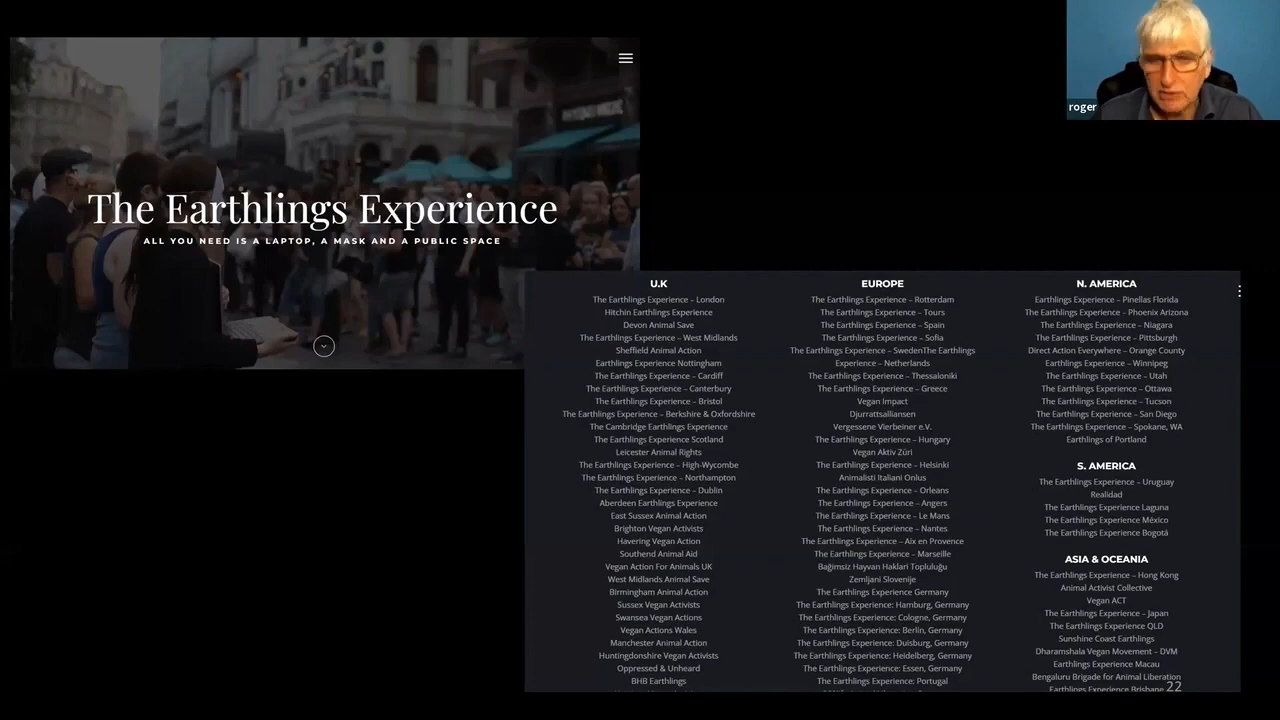 roger
The Earthlings Experience
ALL YOU NEED IS A LAPTOP, A MASK AND A PUBLIC SPACE
U.K
The Earthlings Experience – London
Hitchin Earthlings Experience
Devon Animal Save
The Earthlings Experience – West Midlands
Sheffield Animal Action
Earthlings Experience Nottingham
The Earthlings Experience – Cardiff
The Earthlings Experience – Canterbury
The Earthlings Experience – Bristol
The Earthlings Experience – Berkshire & Oxfordshire
The Cambridge Earthlings Experience
The Earthlings Experience Scotland
Leicester Animal Rights
The Earthlings Experience – High-Wycombe
The Earthlings Experience – Northampton
The Earthlings Experience – Dublin
Aberdeen Earthlings Experience
East Sussex Animal Action
Brighton Vegan Activists
Havering Vegan Action
Southend Animal Aid
Vegan Action For Animals UK
West Midlands Animal Save
Birmingham Animal Action
Sussex Vegan Activists
Swansea Vegan Actions
Vegan Actions Wales
Manchester Animal Action
Huntingdonshire Vegan Activists
Oppressed & Unheard
BHB Earthlings
EUROPE
The Earthlings Experience – Rotterdam
The Earthlings Experience – Tours
The Earthlings Experience – Spain
The Earthlings Experience – Sofia
The Earthlings Experience – SwedenThe Earthlings
Experience – Netherlands
The Earthlings Experience – Thessaloniki
The Earthlings Experience – Greece
Vegan Impact
Djurrattsalliansen
Vergessene Vierbeiner e.V.
The Earthlings Experience – Hungary
Vegan Aktiv Züri
The Earthlings Experience – Helsinki
Animalisti Italiani Onlus
The Earthlings Experience – Orleans
The Earthlings Experience – Angers
The Earthlings Experience – Le Mans
The Earthlings Experience – Nantes
The Earthlings Experience – Aix en Provence
The Earthlings Experience – Marseille
Bağimsiz Hayvan Haklari Topluluğu
Zemljani Slovenije
The Earthlings Experience Germany
The Earthlings Experience: Hamburg, Germany
The Earthlings Experience: Cologne, Germany
The Earthlings Experience: Berlin, Germany
The Earthlings Experience: Duisburg, Germany
The Earthlings Experience: Heidelberg, Germany
The Earthlings Experience: Essen, Germany
The Earthlings Experience: Portugal
N. AMERICA
Earthlings Experience – Pinellas Florida
The Earthlings Experience – Phoenix Arizona
The Earthlings Experience – Niagara
The Earthlings Experience – Pittsburgh
Direct Action Everywhere – Orange County
Earthlings Experience – Winnipeg
The Earthlings Experience – Utah
The Earthlings Experience – Ottawa
The Earthlings Experience – Tucson
The Earthlings Experience – San Diego
The Earthlings Experience – Spokane, WA
Earthlings of Portland
S. AMERICA
The Earthlings Experience – Uruguay
Realidad
The Earthlings Experience Laguna
The Earthlings Experience México
The Earthlings Experience Bogotá
ASIA & OCEANIA
The Earthlings Experience – Hong Kong
Animal Activist Collective
Vegan ACT
The Earthlings Experience – Japan
The Earthlings Experience QLD
Sunshine Coast Earthlings
Dharamshala Vegan Movement – DVM
Earthlings Experience Macau
Bengaluru Brigade for Animal Liberation
Earthlings Experience Brisbane
22